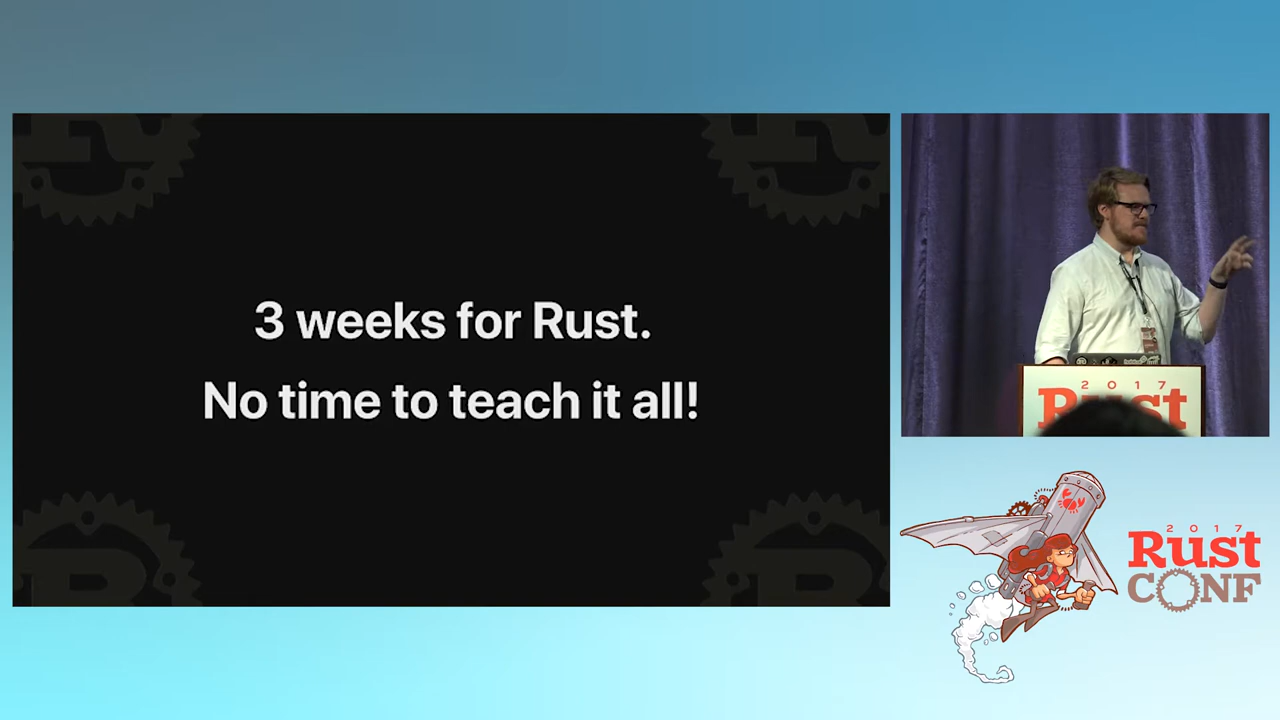 3 weeks for Rust.
No time to teach it all!
2017
Rust
2017
Rust
CONF